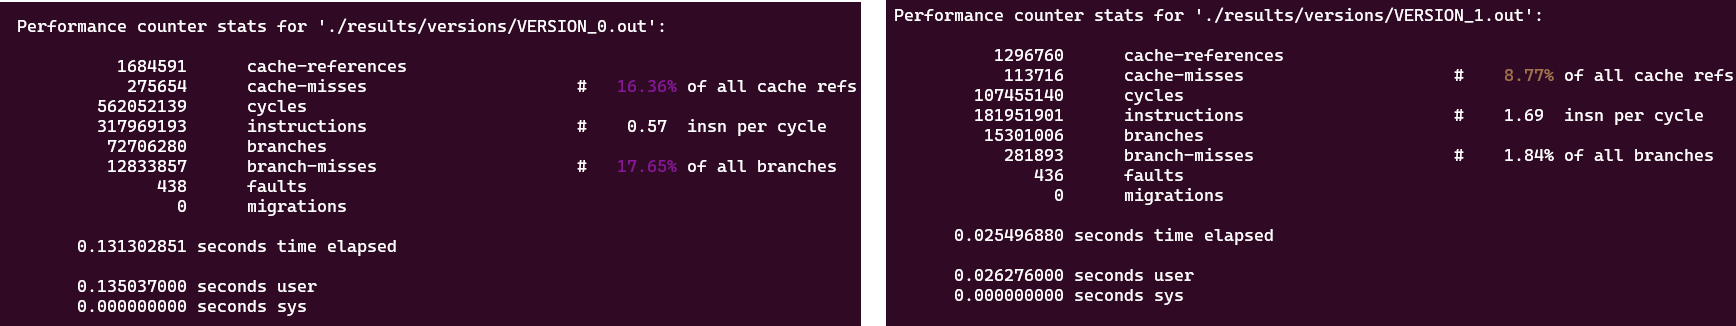 Performance counter stats for './results/versions/VERSION_0.out':
1684591 cache-references
275654 cache-misses # 16.36% of all cache refs
562052139 cycles
317969193 instructions # 0.57 insn per cycle
72706280 branches
12833857 branch-misses # 17.65% of all branches
438 faults
0 migrations
0.131302851 seconds time elapsed
0.135037000 seconds user
0.000000000 seconds sys
Performance counter stats for './results/versions/VERSION_1.out':
1296760 cache-references
113716 cache-misses # 8.77% of all cache refs
107455140 cycles
181951901 instructions # 1.69 insn per cycle
15301006 branches
281893 branch-misses # 1.84% of all branches
436 faults
0 migrations
0.025496880 seconds time elapsed
0.026276000 seconds user
0.000000000 seconds sys